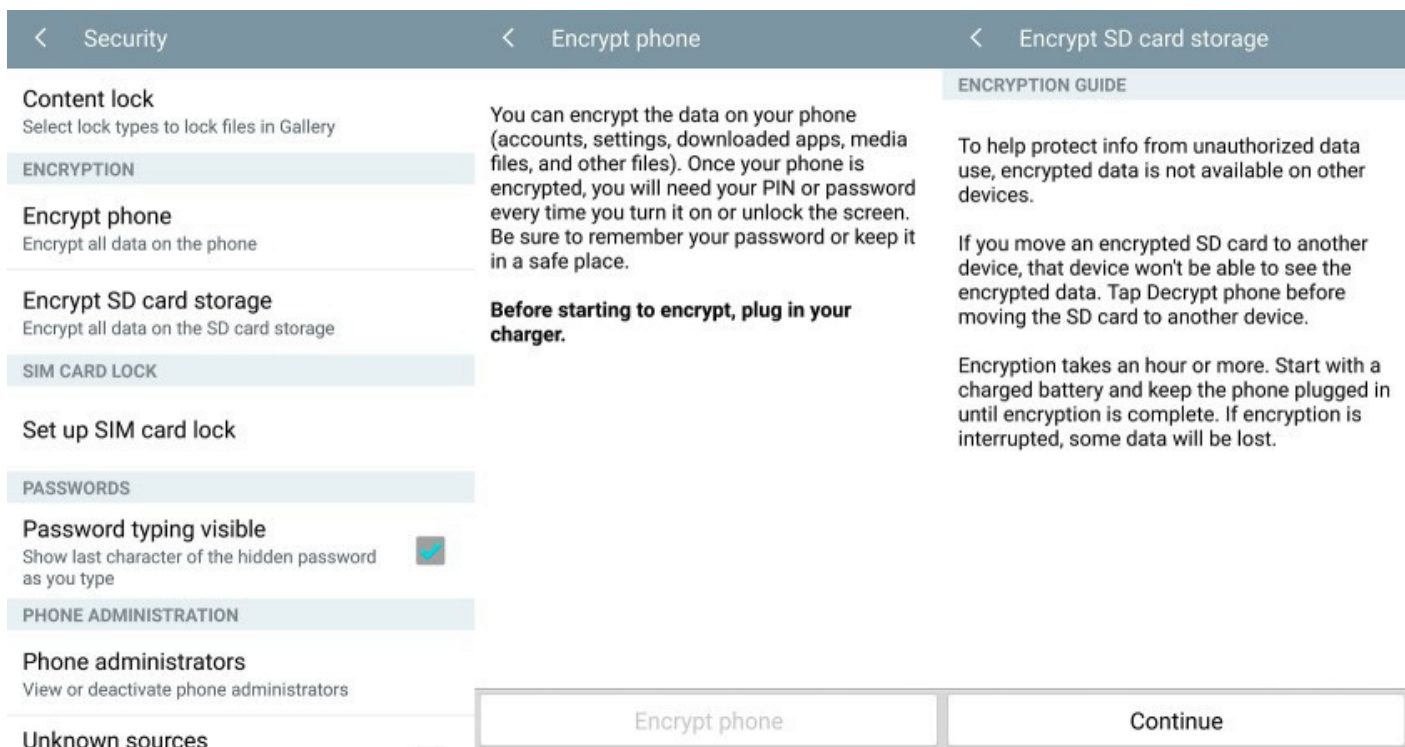 Security
Content lock
Select lock types to lock files in Gallery
ENCRYPTION
Encrypt phone
Encrypt all data on the phone
Encrypt SD card storage
Encrypt all data on the SD card storage
SIM CARD LOCK
Set up SIM card lock
PASSWORDS
Password typing visible
Show last character of the hidden password
as you type
PHONE ADMINISTRATION
Phone administrators
View or deactivate phone administrators
Unknown sources
Encrypt phone
You can encrypt the data on your phone
(accounts, settings, downloaded apps, media
files, and other files). Once your phone is
encrypted, you will need your PIN or password
every time you turn it on or unlock the screen.
Be sure to remember your password or keep it
in a safe place.
Before starting to encrypt, plug in your
charger.
Encrypt phone
Encrypt SD card storage
ENCRYPTION GUIDE
To help protect info from unauthorized data
use, encrypted data is not available on other
devices.
If you move an encrypted SD card to another
device, that device won't be able to see the
encrypted data. Tap Decrypt phone before
moving the SD card to another device.
Encryption takes an hour or more. Start with a
charged battery and keep the phone plugged in
until encryption is complete. If encryption is
interrupted, some data will be lost.
Continue